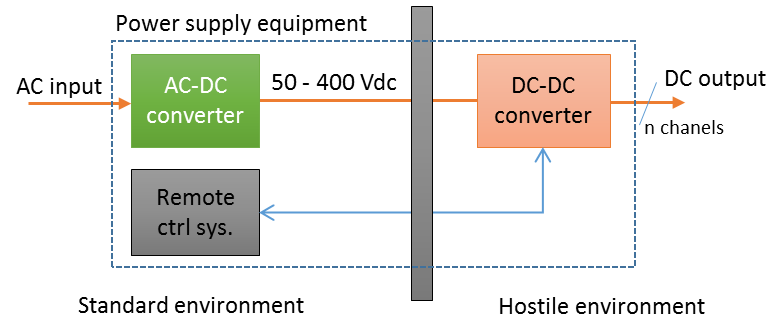 Power supply equipment
AC input
AC-DC
converter
50 - 400 Vdc
DC-DC
converter
DC output
n chanels
Remote
ctrl sys.
Standard environment
Hostile environment